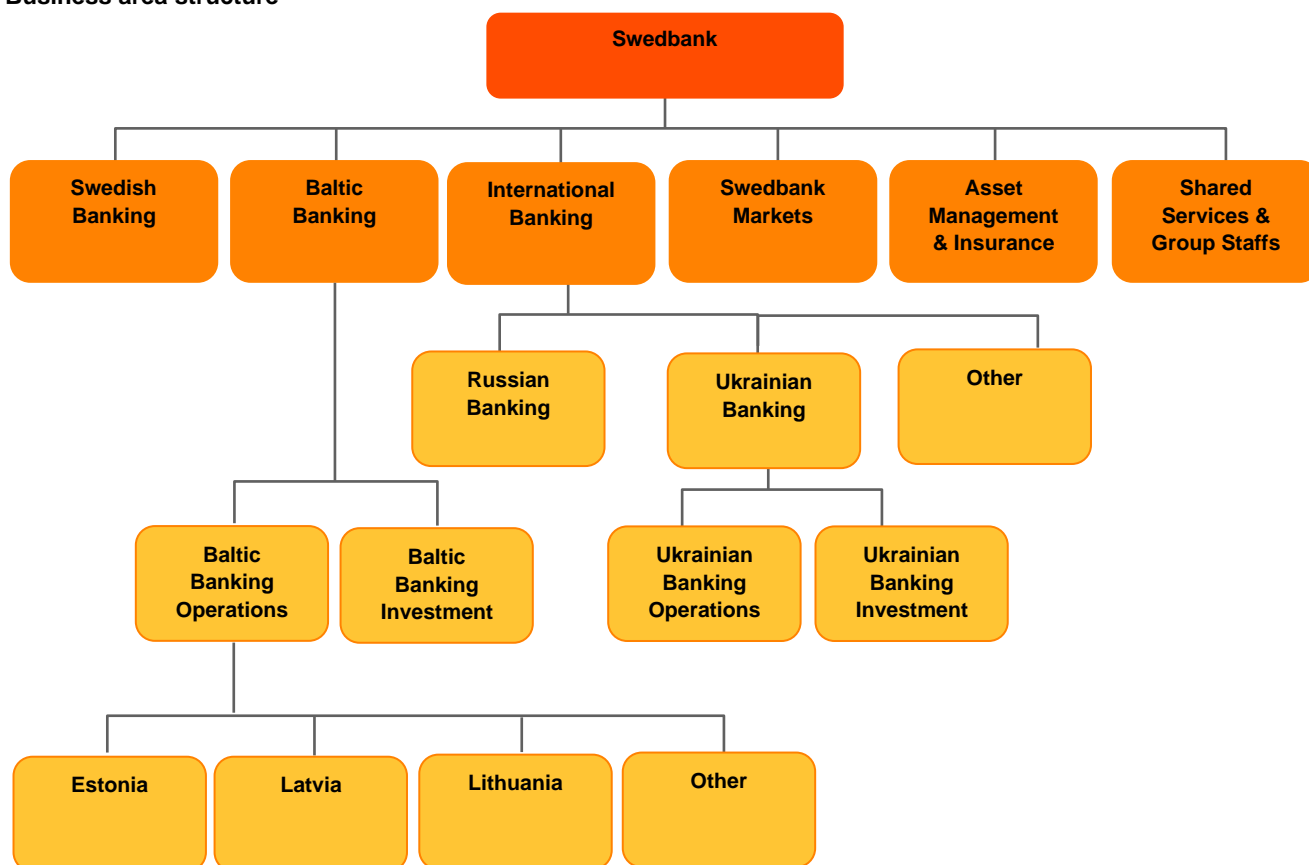 Business area structure
Swedbank
Swedish
Banking
Baltic
Banking
International
Banking
Swedbank
Markets
Asset
Management
& Insurance
Shared
Services &
Group Staffs
Russian
Banking
Ukrainian
Banking
Other
Baltic
Banking
Operations
Baltic
Banking
Investment
Ukrainian
Banking
Operations
Ukrainian
Banking
Investment
Estonia
Latvia
Lithuania
Other